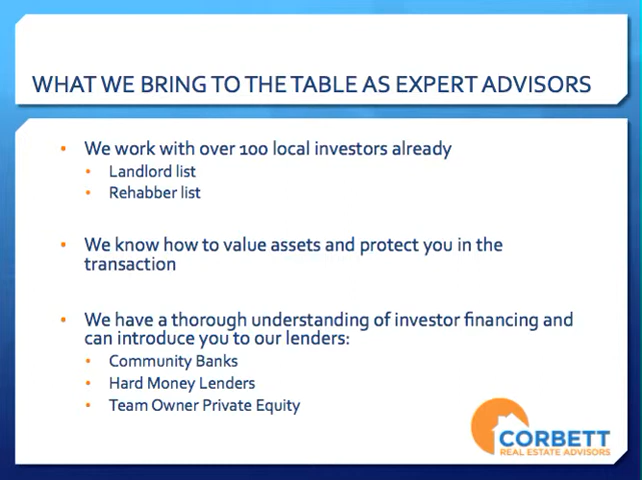 WHAT WE BRING TO THE TABLE AS EXPERT ADVISORS
• We work with over 100 local investors already
• Landlord list
• Rehabber list
• We know how to value assets and protect you in the
transaction
• We have a thorough understanding of investor financing and
can introduce you to our lenders:
• Community Banks
• Hard Money Lenders
• Team Owner Private Equity
CORBETT
REAL ESTATE ADVISORS